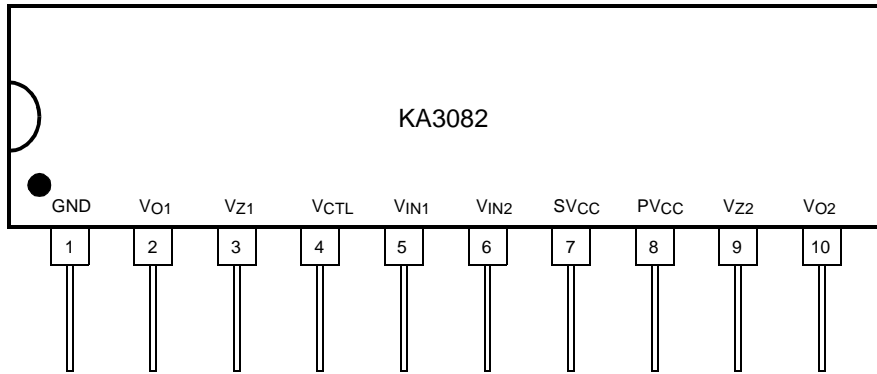 KA3082
GND VO1 VZ1 VCTL VIN1 VIN2 SVCC PVCC VZ2 VO2
1 2 3 4 5 6 7 8 9 10